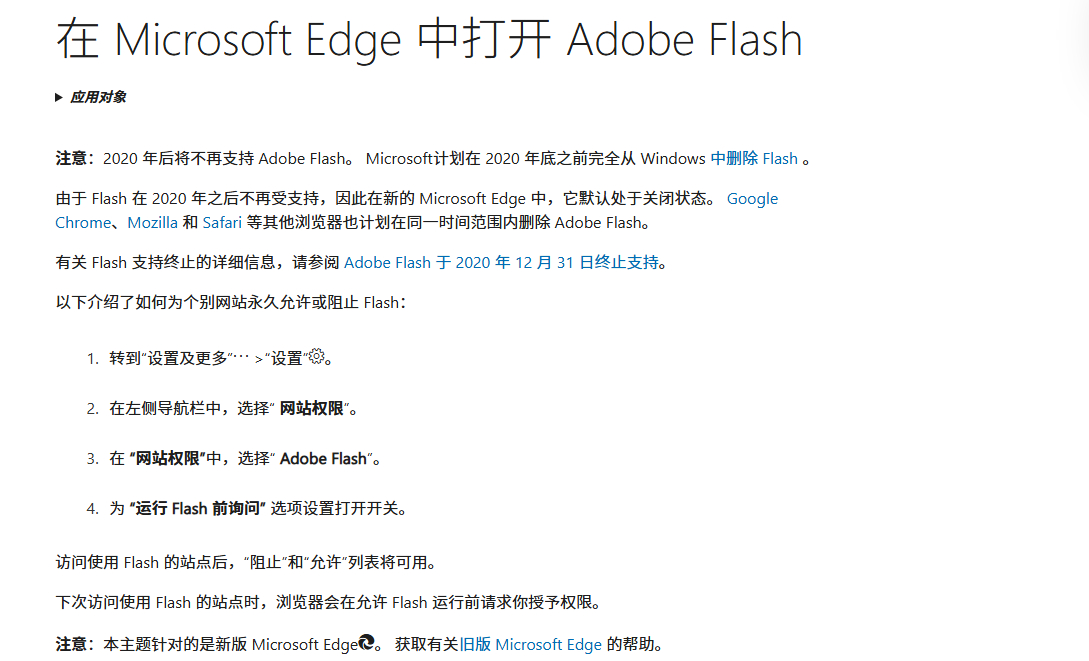 在 Microsoft Edge 中打开 Adobe Flash
应用对象
注意：2020 年后将不再支持 Adobe Flash。 Microsoft计划在 2020 年底之前完全从 Windows 中删除 Flash 。
由于 Flash 在 2020 年之后不再受支持，因此在新的 Microsoft Edge 中，它默认处于关闭状态。 Google
Chrome、Mozilla 和 Safari 等其他浏览器也计划在同一时间范围内删除 Adobe Flash。
有关 Flash 支持终止的详细信息，请参阅 Adobe Flash 于 2020 年 12 月 31 日终止支持。
以下介绍了如何为个别网站永久允许或阻止 Flash：
1. 转到“设置及更多”··· >“设置”。
2. 在左侧导航栏中，选择“ 网站权限”。
3. 在 “网站权限”中，选择“ Adobe Flash”。
4. 为 “运行 Flash 前询问” 选项设置打开开关。
访问使用 Flash 的站点后，“阻止”和“允许”列表将可用。
下次访问使用 Flash 的站点时，浏览器会在允许 Flash 运行前请求你授予权限。
注意：本主题针对的是新版 Microsoft Edge。 获取有关旧版 Microsoft Edge 的帮助。